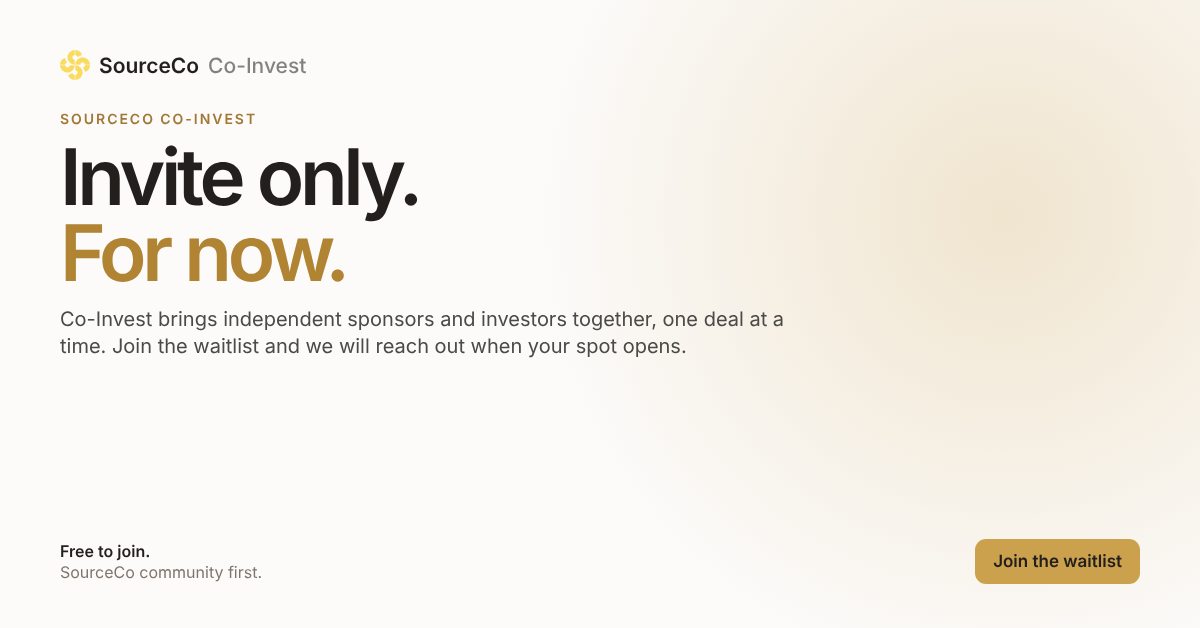 SourceCo Co-Invest
SOURCECO CO-INVEST
Invite only.
For now.
Co-Invest brings independent sponsors and investors together, one deal at a
time. Join the waitlist and we will reach out when your spot opens.
Free to join.
SourceCo community first.
Join the waitlist